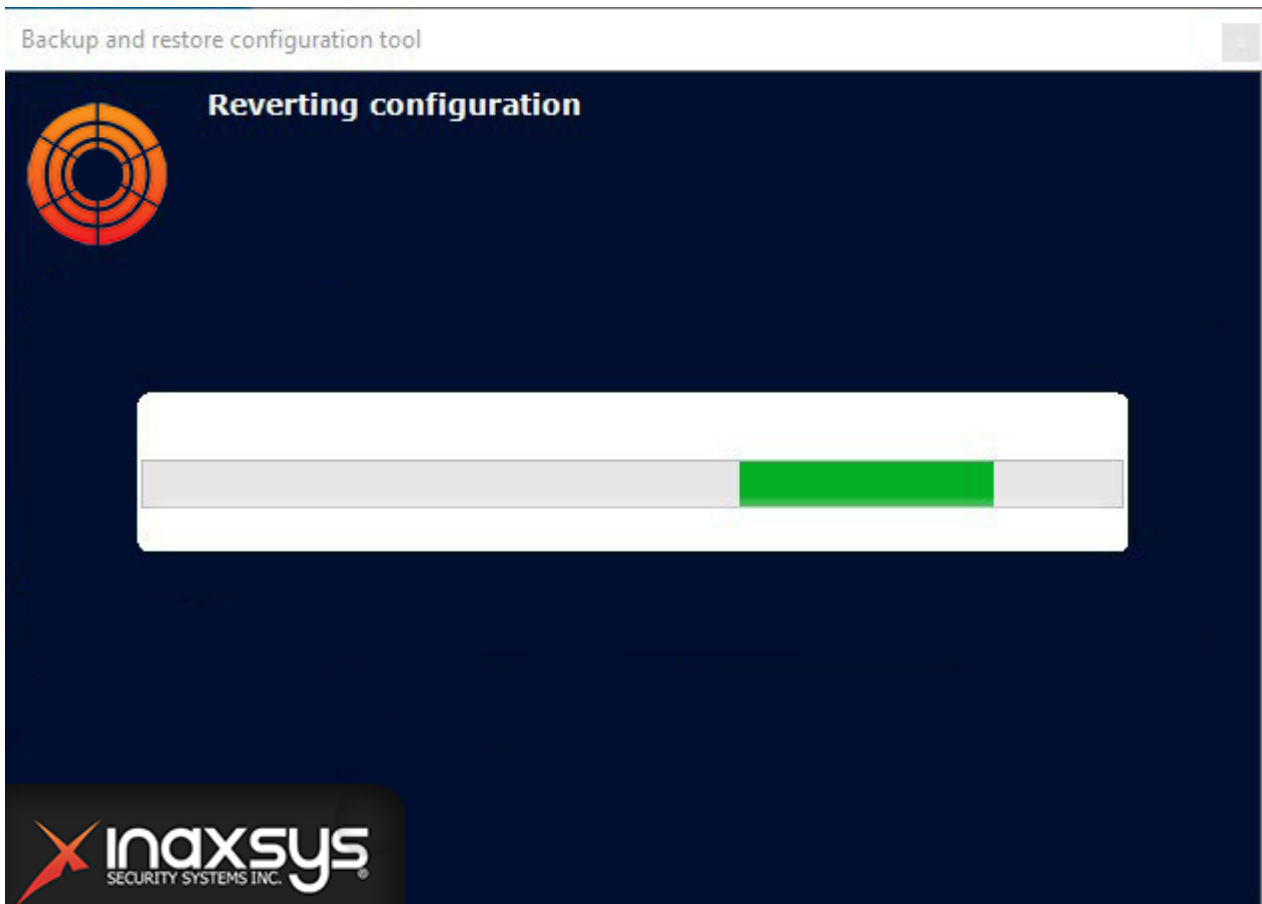 Backup and restore configuration tool
x
Reverting configuration
inaxsys
SECURITY SYSTEMS INC. ®